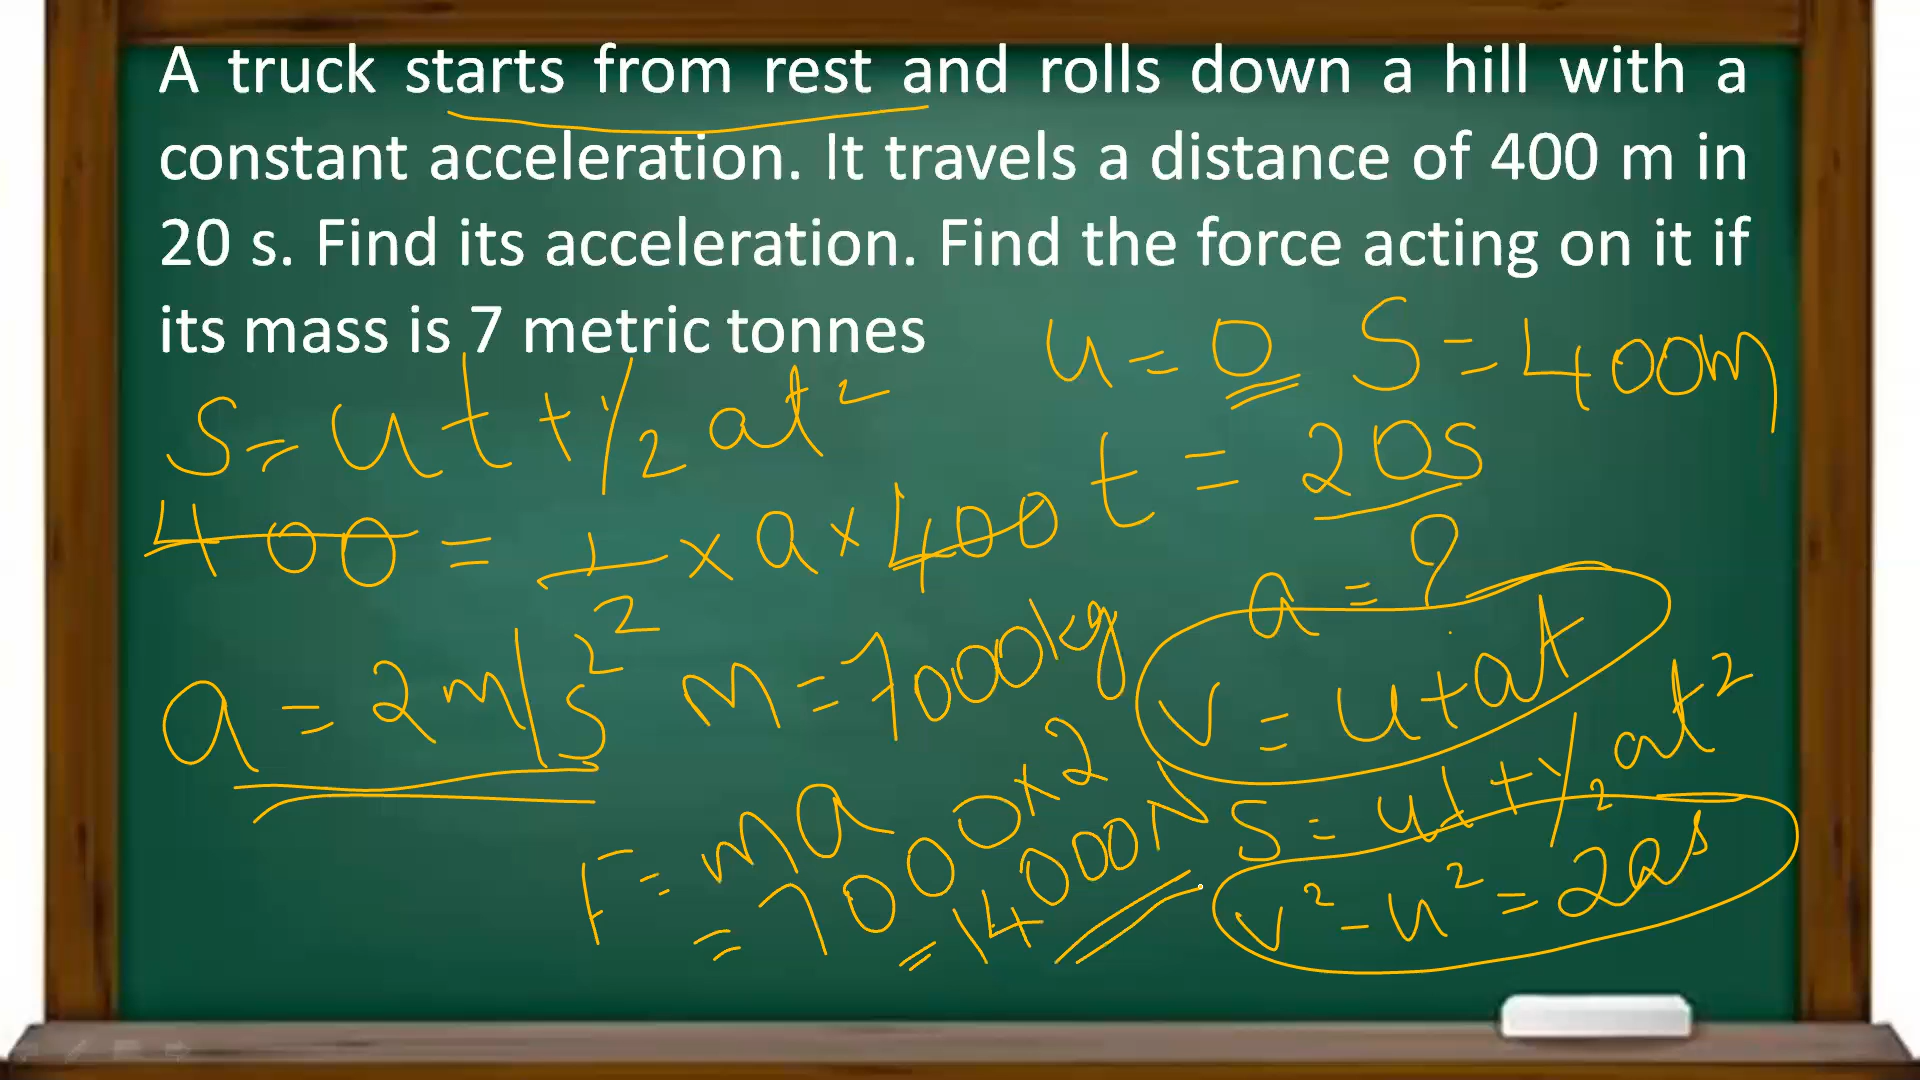 A truck starts from rest and rolls down a hill with a
constant acceleration. It travels a distance of 400 m in
20 s. Find its acceleration. Find the force acting on it if
its mass is 7 metric tonnes
u = 0 S = 400m
S = ut + 1/2 at²
t = 20s
400 = 1/2 × a × 400
a = ?
a = 2 m/s²
M = 7000kg
v = u+at
S = ut + 1/2 at²
v² - u² = 2as
F = ma
= 7000×2
= 14000N